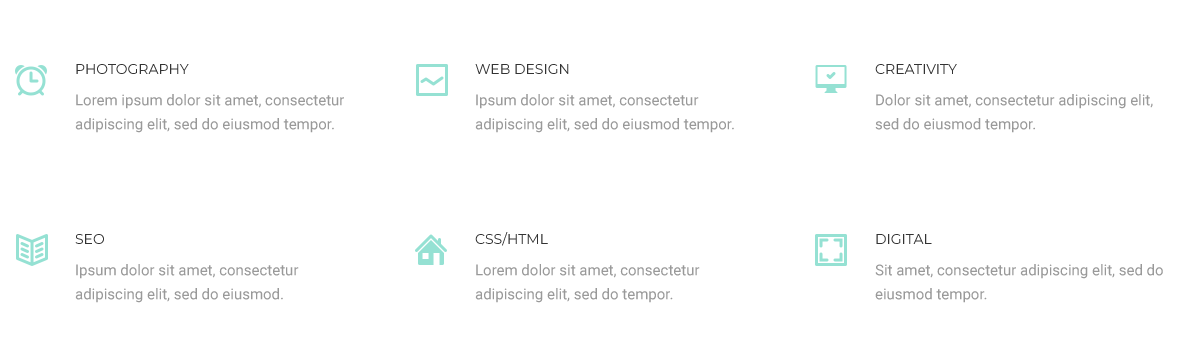 PHOTOGRAPHY
Lorem ipsum dolor sit amet, consectetur
adipiscing elit, sed do eiusmod tempor.
WEB DESIGN
Ipsum dolor sit amet, consectetur
adipiscing elit, sed do eiusmod tempor.
CREATIVITY
Dolor sit amet, consectetur adipiscing elit,
sed do eiusmod tempor.
SEO
Ipsum dolor sit amet, consectetur
adipiscing elit, sed do eiusmod.
CSS/HTML
Lorem dolor sit amet, consectetur
adipiscing elit, sed do tempor.
DIGITAL
Sit amet, consectetur adipiscing elit, sed do
eiusmod tempor.